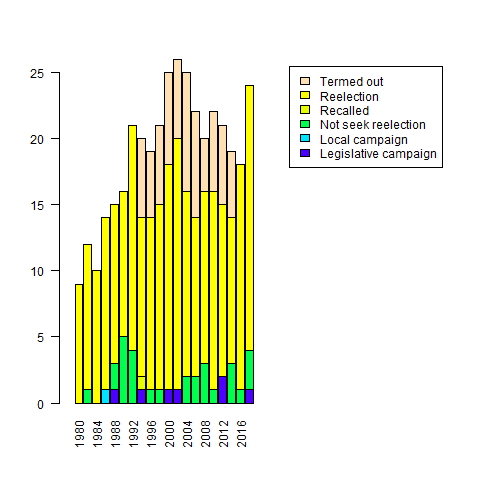 25
20
15
10
5
0
1980
1984
1988
1992
1996
2000
2004
2008
2012
2016
Termed out
Reelection
Recalled
Not seek reelection
Local campaign
Legislative campaign